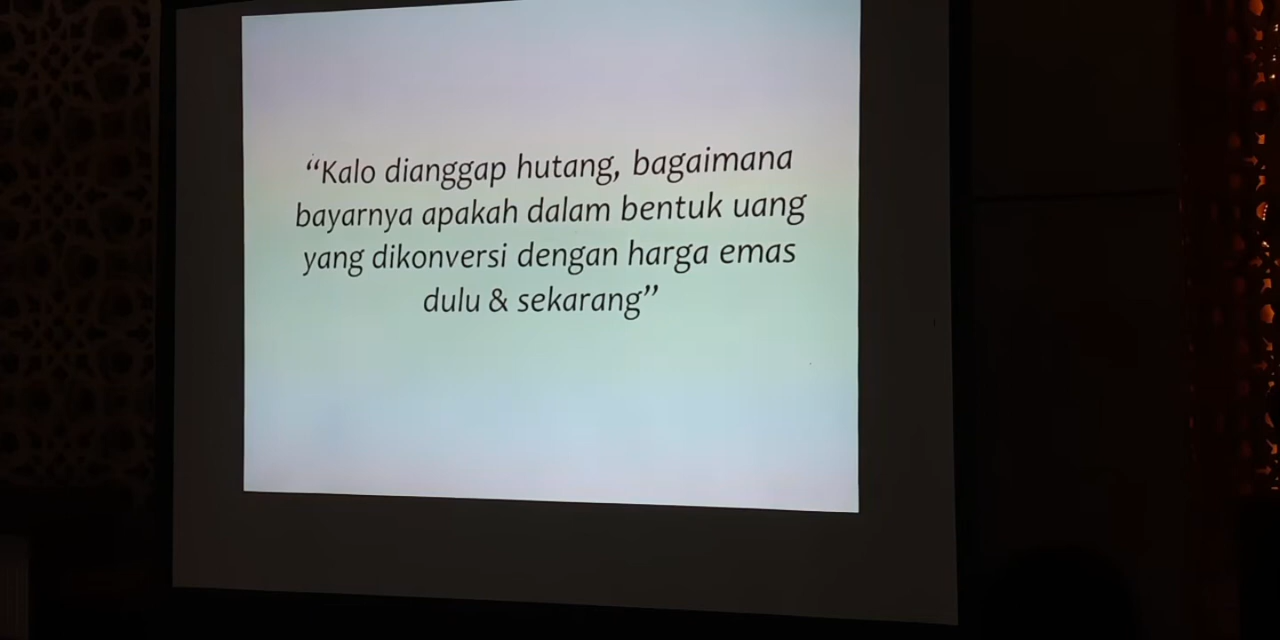 “Kalo dianggap hutang, bagaimana
bayarnya apakah dalam bentuk uang
yang dikonversi dengan harga emas
dulu & sekarang”